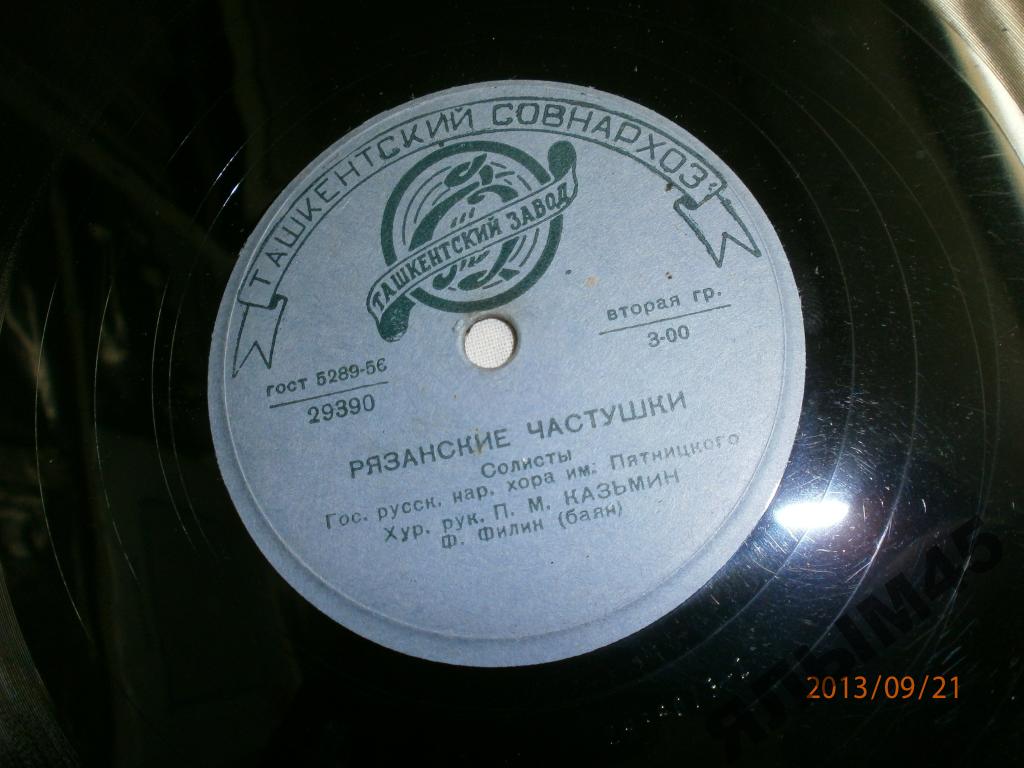 ТАШКЕНТСКИЙ СОВНАРХОЗ
ТАШКЕНТСКИЙ ЗАВОД
вторая гр.
3-00
гост 5289-56
29390
РЯЗАНСКИЕ ЧАСТУШКИ
Солисты
Гос. русск. нар. хора им. Пятницкого
Хур. рук. П. М. КАЗЬМИН
Ф. Филин (баян)
ЯЛЫМ45
2013/09/21